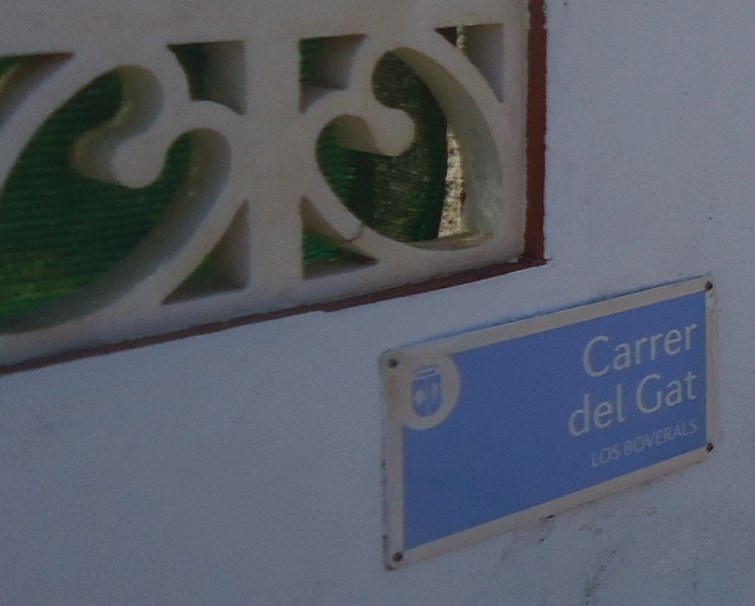 Carrer
del Gat
LOS BOVERALS